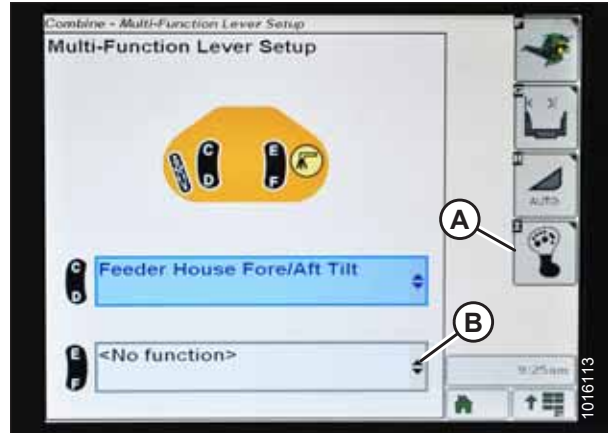 Combine - Multi-Function Lever Setup
Multi-Function Lever Setup
C
D
E
F
A
AUTO
C
D
Feeder House Fore/Aft Tilt
B
E
F
<No function>
9:25am
1016113